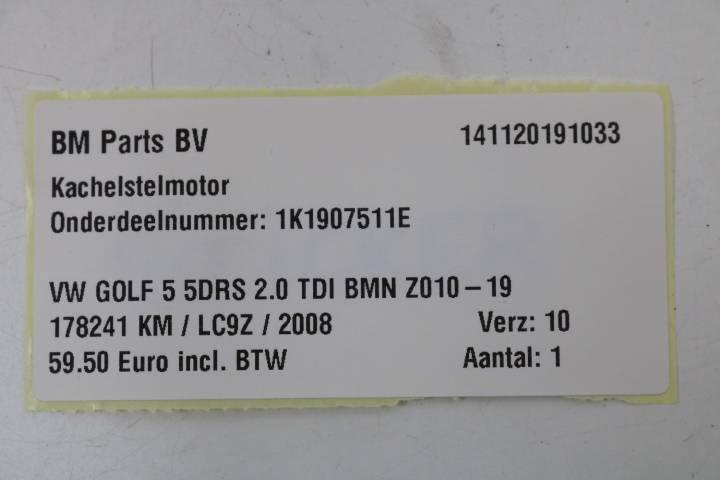 BM Parts BV 141120191033
Kachelstelmotor
Onderdeelnummer: 1K1907511E
VW GOLF 5 5DRS 2.0 TDI BMN Z010-19
178241 KM / LC9Z / 2008 Verz: 10
59.50 Euro incl. BTW Aantal: 1